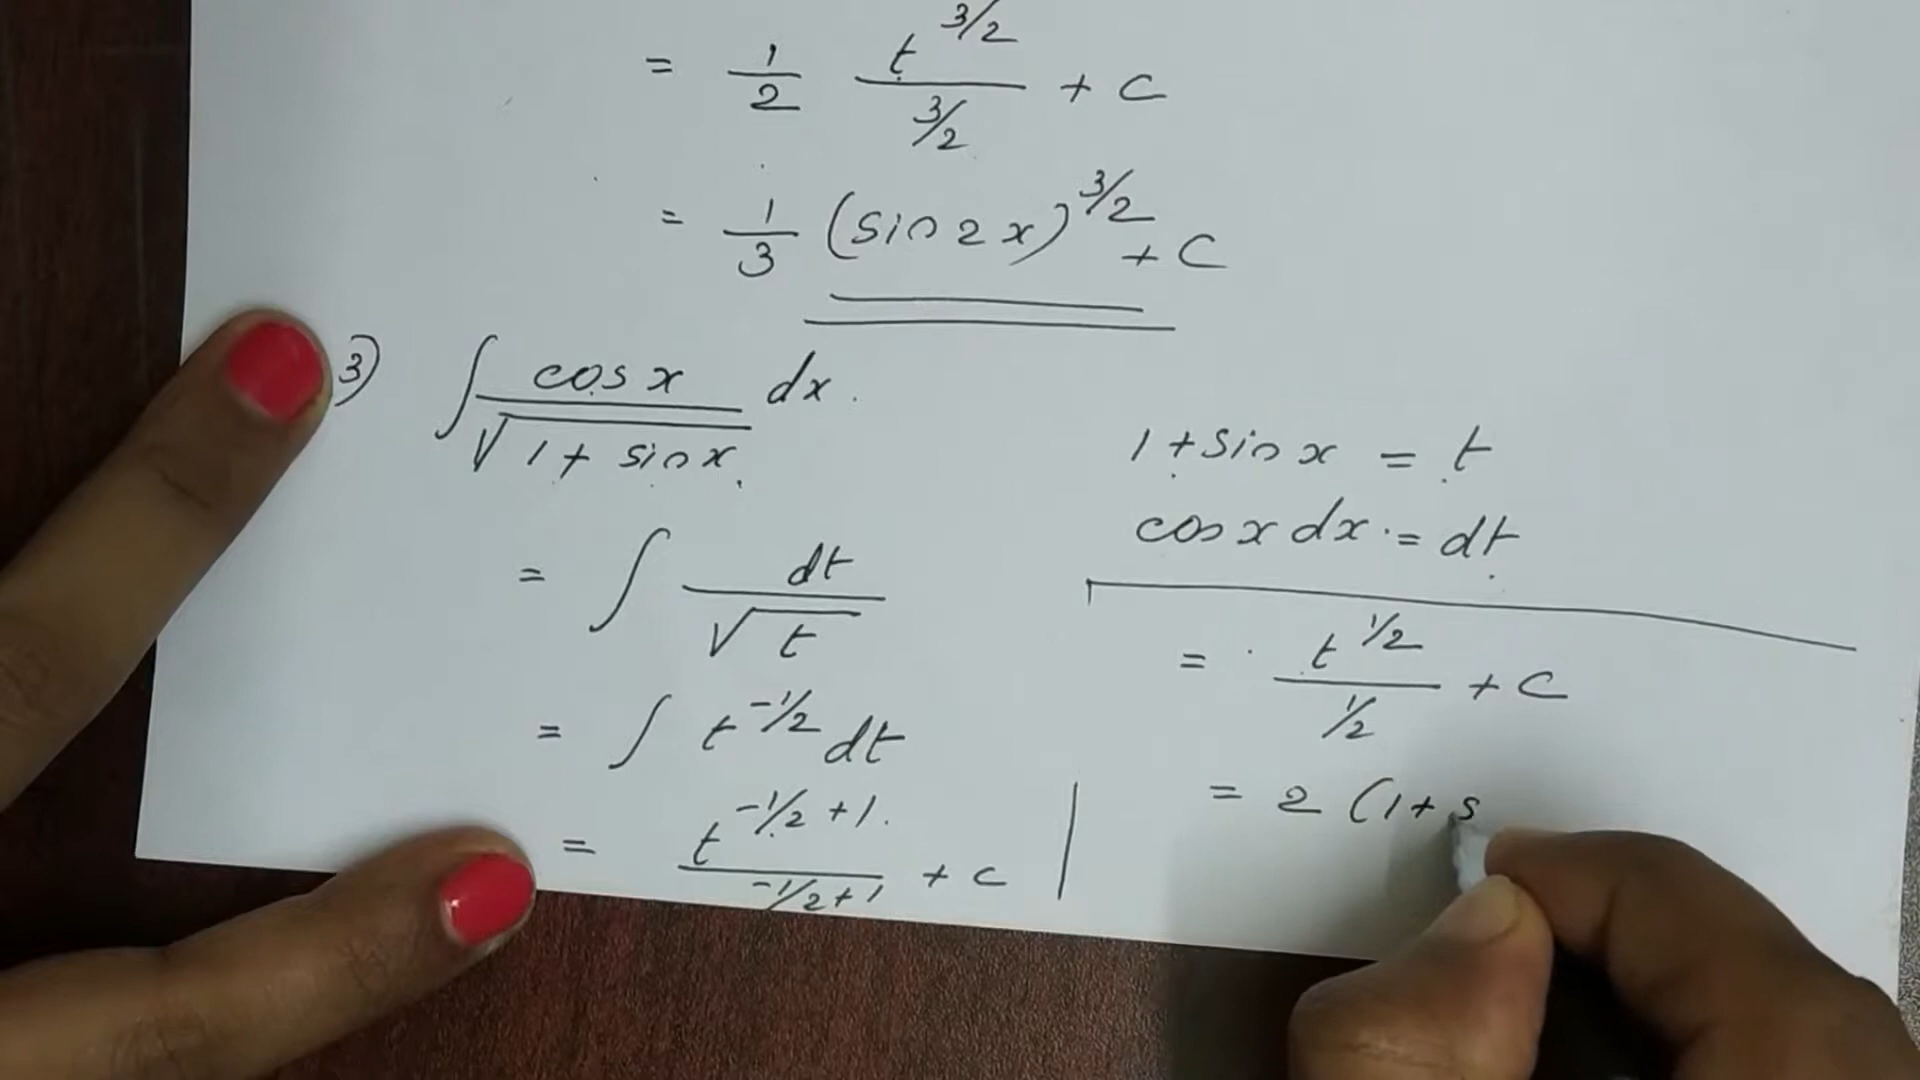 = 1/2 t^3/2 / 3/2 + C
= 1/3 (sin 2x)^3/2 + C
3) ∫ cos x / √1 + sin x dx.
= ∫ dt / √t
= ∫ t^-1/2 dt
= t^-1/2 + 1 / -1/2 + 1 + c
1 + sin x = t
cos x dx = dt
= t^1/2 / 1/2 + C
= 2 (1 + s